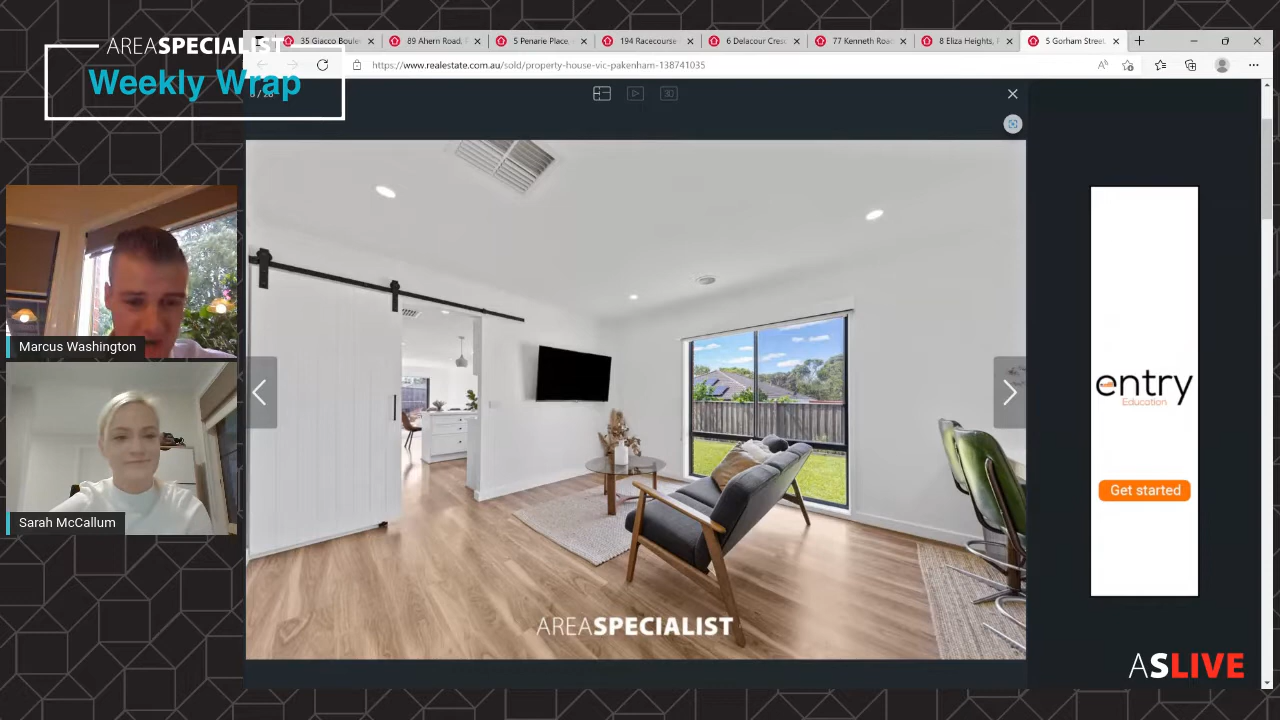 AREASPECIALIST
Weekly Wrap
35 Giacco Boule
89 Ahern Road,
5 Penarie Place,
194 Racecourse
6 Delacour Cres
77 Kenneth Roa
8 Eliza Heights,
5 Gorham Street,
https://www.realestate.com.au/sold/property-house-vic-pakenham-138741035
3D
Marcus Washington
Sarah McCallum
entry
Education
Get started
AREASPECIALIST
ASLIVE